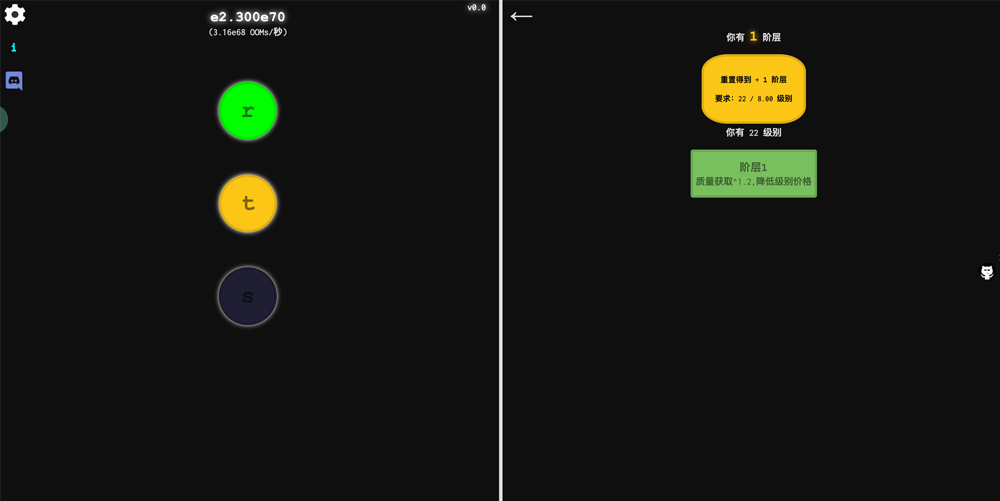 e2.300e70
(3.16e68 OOMs/秒)
v0.0
i
r
t
s
你有 1 阶层
重置得到 + 1 阶层
要求: 22 / 8.00 级别
你有 22 级别
阶层1
质量获取^1.2,降低级别价格